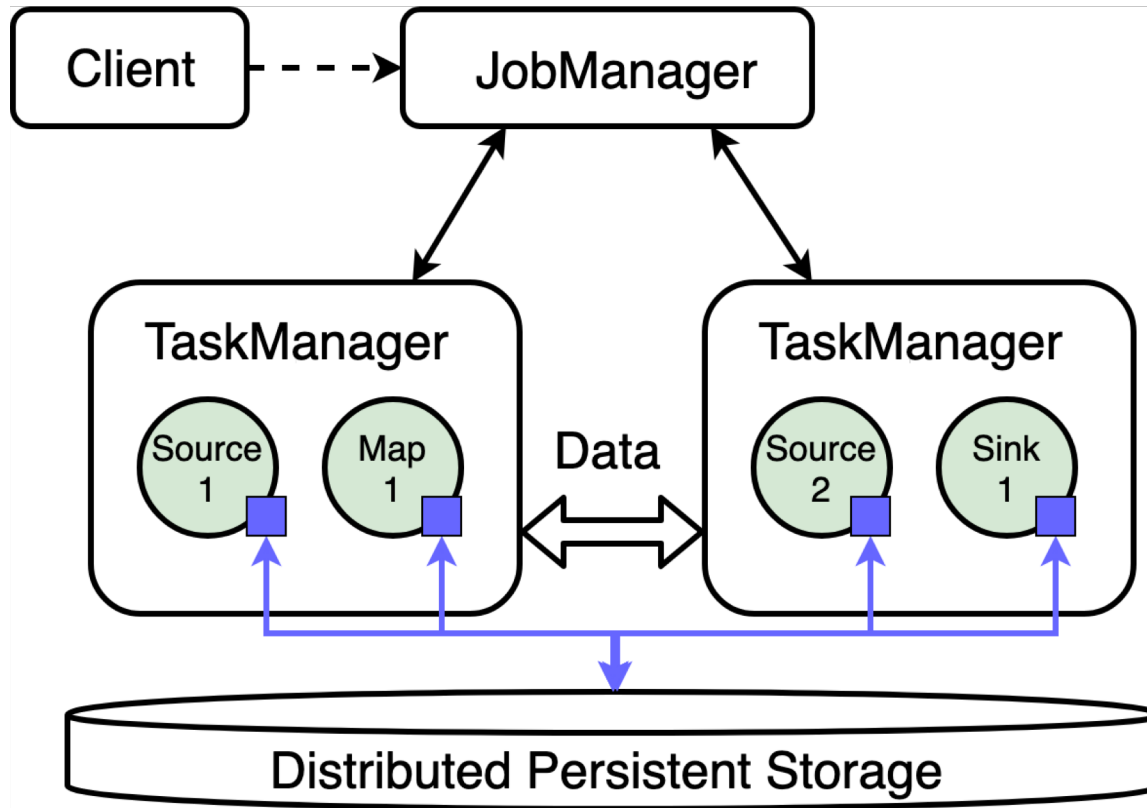 Client
JobManager
TaskManager
TaskManager
Source
1
Map
1
Data
Source
2
Sink
1
Distributed Persistent Storage